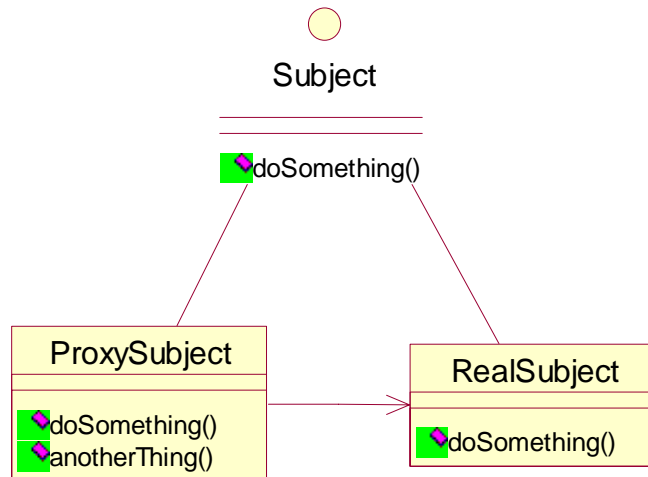 Subject
doSomething()
ProxySubject
doSomething()
anotherThing()
RealSubject
doSomething()